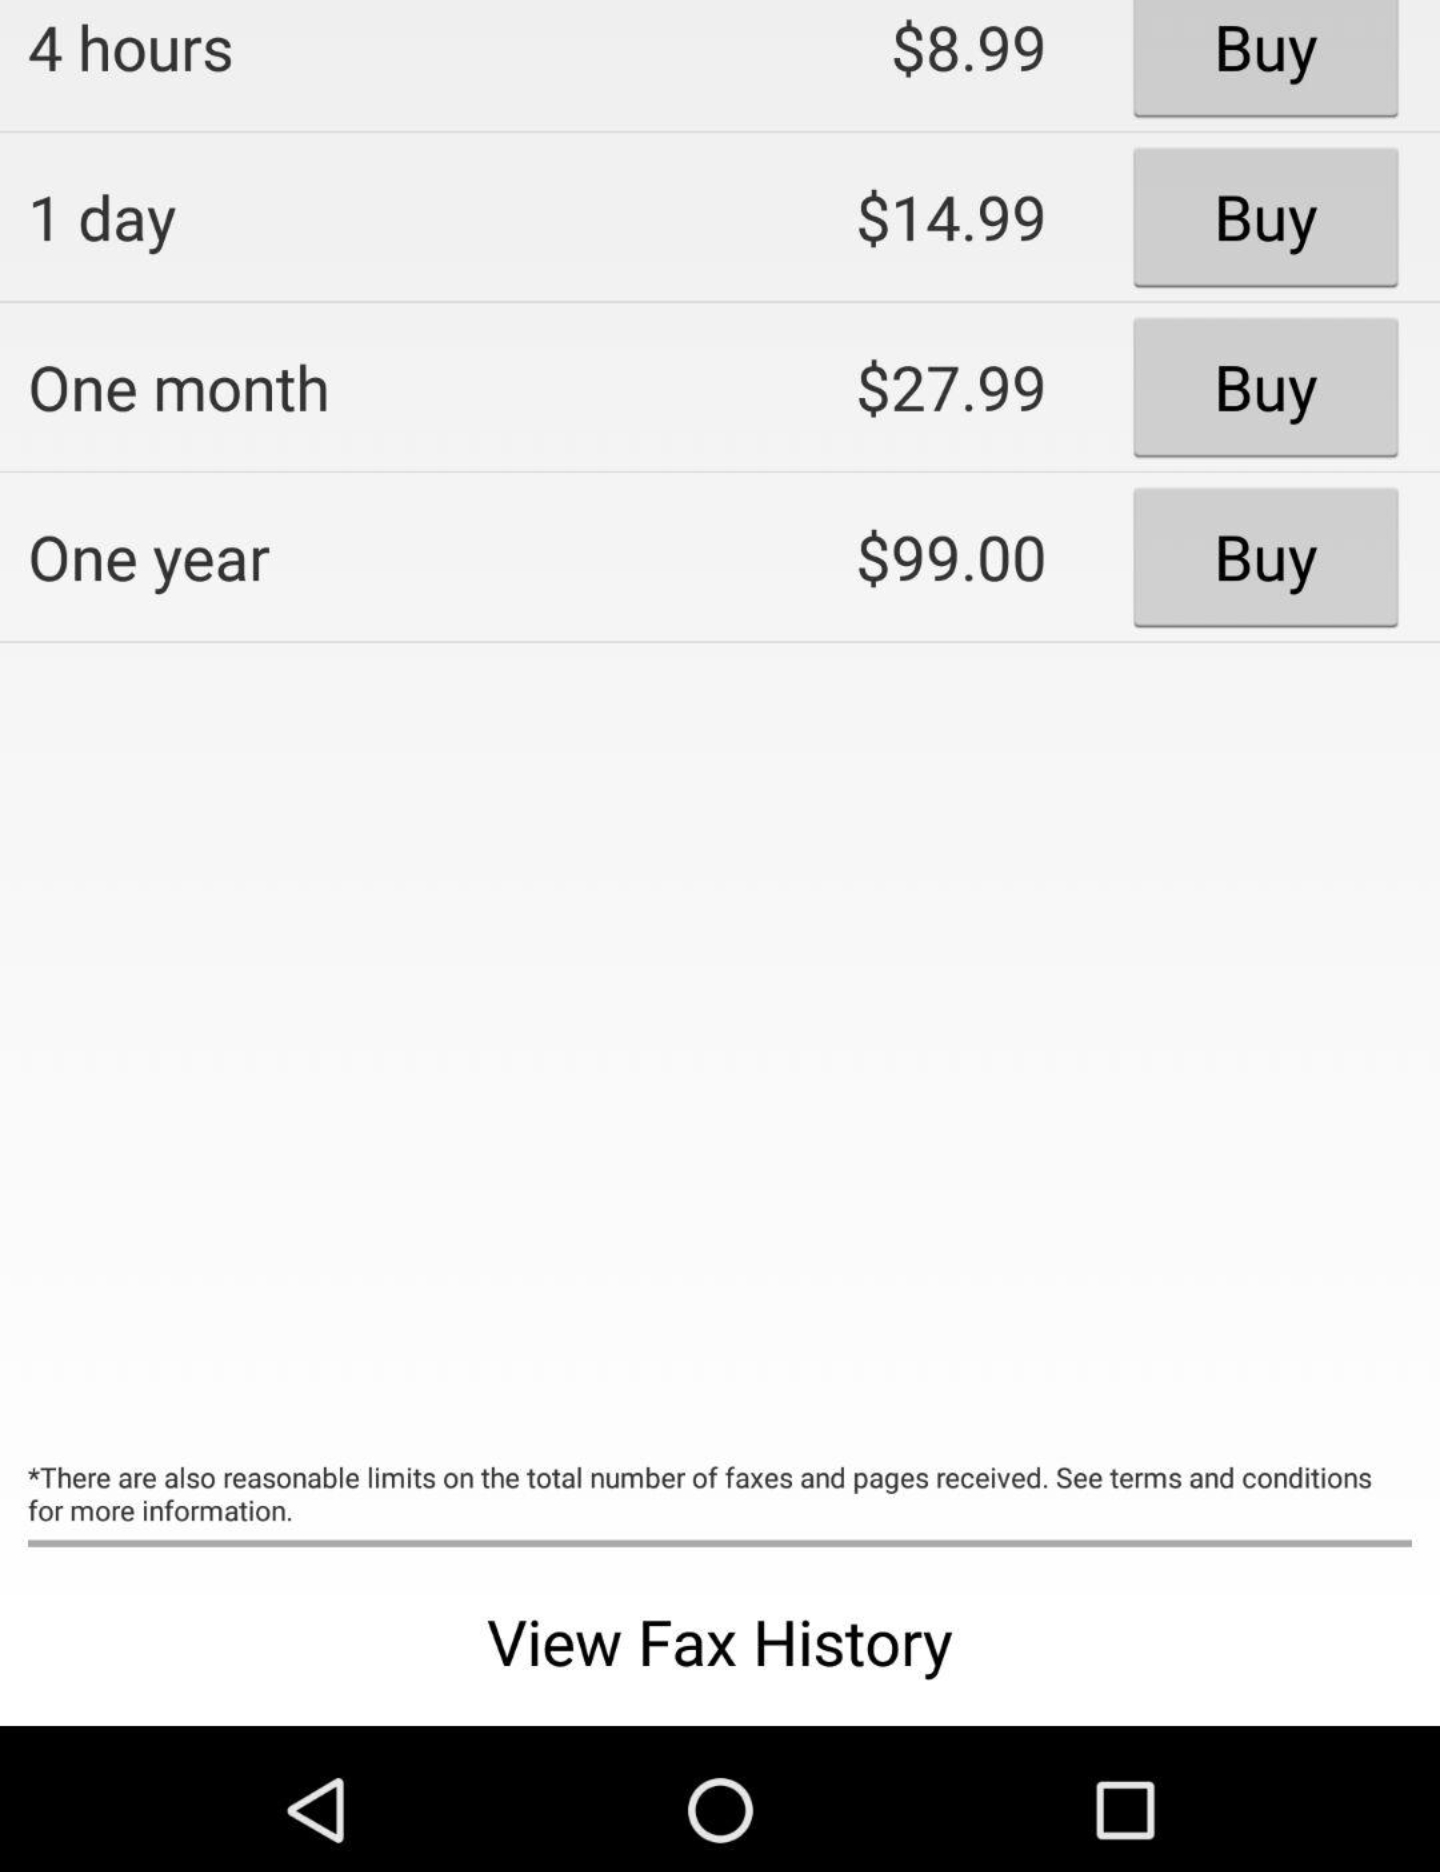 4 hours $8.99 Buy
1 day $14.99 Buy
One month $27.99 Buy
One year $99.00 Buy
*There are also reasonable limits on the total number of faxes and pages received. See terms and conditions
for more information.
View Fax History